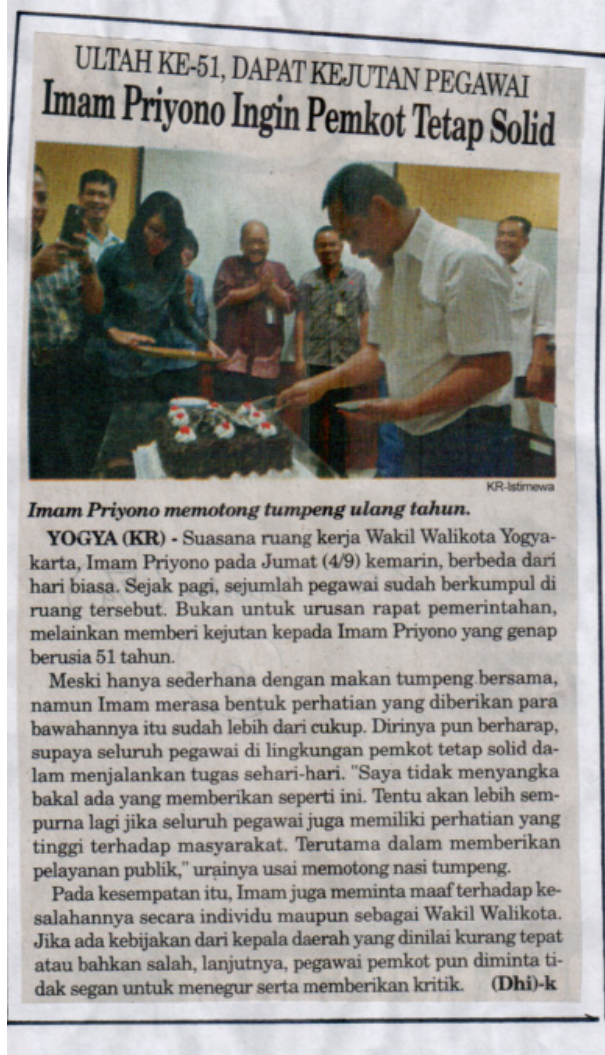 ULTAH KE-51, DAPAT KEJUTAN PEGAWAI
Imam Priyono Ingin Pemkot Tetap Solid
KR-Istimewa
Imam Priyono memotong tumpeng ulang tahun.
YOGYA (KR) - Suasana ruang kerja Wakil Walikota Yogya-
karta, Imam Priyono pada Jumat (4/9) kemarin, berbeda dari
hari biasa. Sejak pagi, sejumlah pegawai sudah berkumpul di
ruang tersebut. Bukan untuk urusan rapat pemerintahan,
melainkan memberi kejutan kepada Imam Priyono yang genap
berusia 51 tahun.
Meski hanya sederhana dengan makan tumpeng bersama,
namun Imam merasa bentuk perhatian yang diberikan para
bawahannya itu sudah lebih dari cukup. Dirinya pun berharap,
supaya seluruh pegawai di lingkungan pemkot tetap solid da-
lam menjalankan tugas sehari-hari. "Saya tidak menyangka
bakal ada yang memberikan seperti ini. Tentu akan lebih sem-
purna lagi jika seluruh pegawai juga memiliki perhatian yang
tinggi terhadap masyarakat. Terutama dalam memberikan
pelayanan publik," urainya usai memotong nasi tumpeng.
Pada kesempatan itu, Imam juga meminta maaf terhadap ke-
salahannya secara individu maupun sebagai Wakil Walikota.
Jika ada kebijakan dari kepala daerah yang dinilai kurang tepat
atau bahkan salah, lanjutnya, pegawai pemkot pun diminta ti-
dak segan untuk menegur serta memberikan kritik. (Dhi)-k